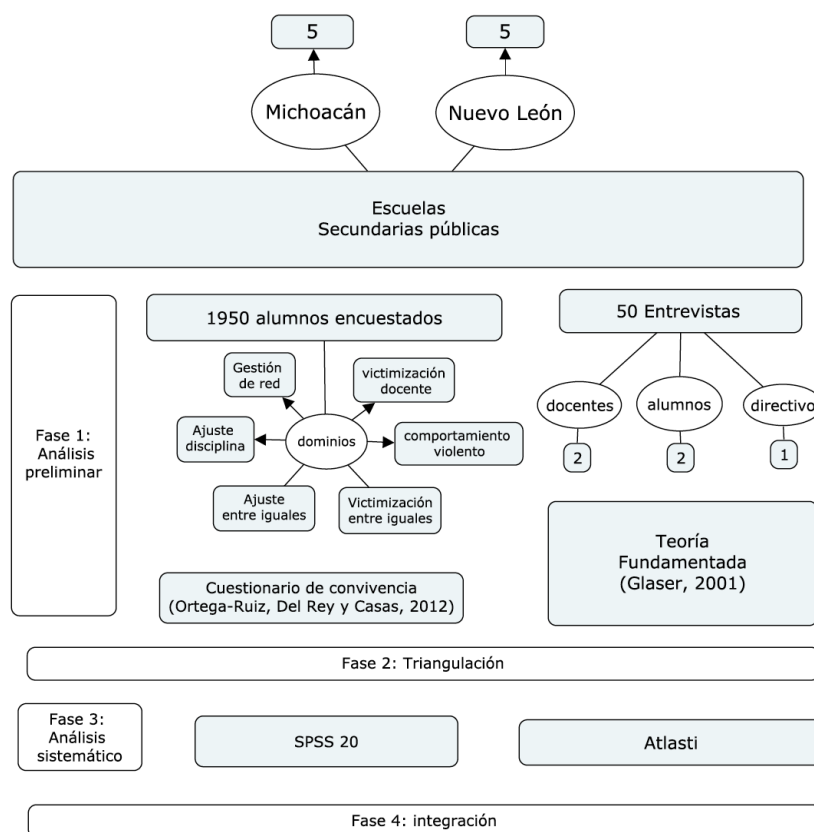 5
5
Michoacán
Nuevo León
Escuelas
Secundarias públicas
Fase 1:
Análisis
preliminar
1950 alumnos encuestados
Gestión
de red
victimización
docente
Ajuste
disciplina
dominios
comportamiento
violento
Ajuste
entre iguales
Victimización
entre iguales
Cuestionario de convivencia
(Ortega-Ruiz, Del Rey y Casas, 2012)
50 Entrevistas
docentes
alumnos
directivo
2
2
1
Teoría
Fundamentada
(Glaser, 2001)
Fase 2: Triangulación
Fase 3:
Análisis
sistemático
SPSS 20
Atlasti
Fase 4: integración